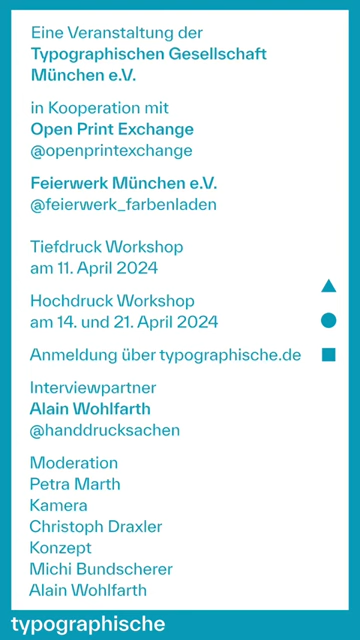 Eine Veranstaltung der
Typographischen Gesellschaft
München e.V.
in Kooperation mit
Open Print Exchange
@openprintexchange
Feierwerk München e.V.
@feierwerk_farbenladen
Tiefdruck Workshop
am 11. April 2024
Hochdruck Workshop
am 14. und 21. April 2024
Anmeldung über typographische.de
Interviewpartner
Alain Wohlfarth
@handdrucksachen
Moderation
Petra Marth
Kamera
Christoph Draxler
Konzept
Michi Bundscherer
Alain Wohlfarth
typographische